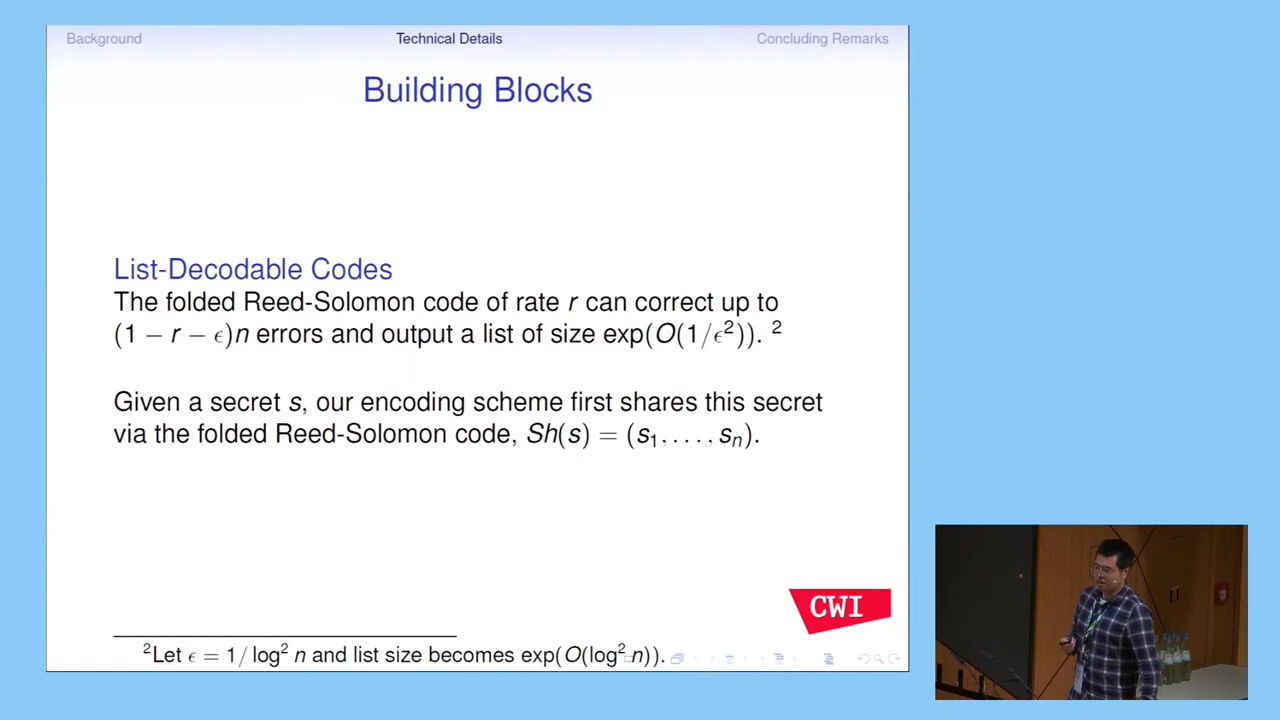 Background Technical Details Concluding Remarks
Building Blocks
List-Decodable Codes
The folded Reed-Solomon code of rate r can correct up to
(1 − r − ϵ)n errors and output a list of size exp(O(1/ϵ²)). ²
Given a secret s, our encoding scheme first shares this secret
via the folded Reed-Solomon code, Sh(s) = (s₁, . . . , sₙ).
CWI
²Let ϵ = 1/ log² n and list size becomes exp(O(log² n)).